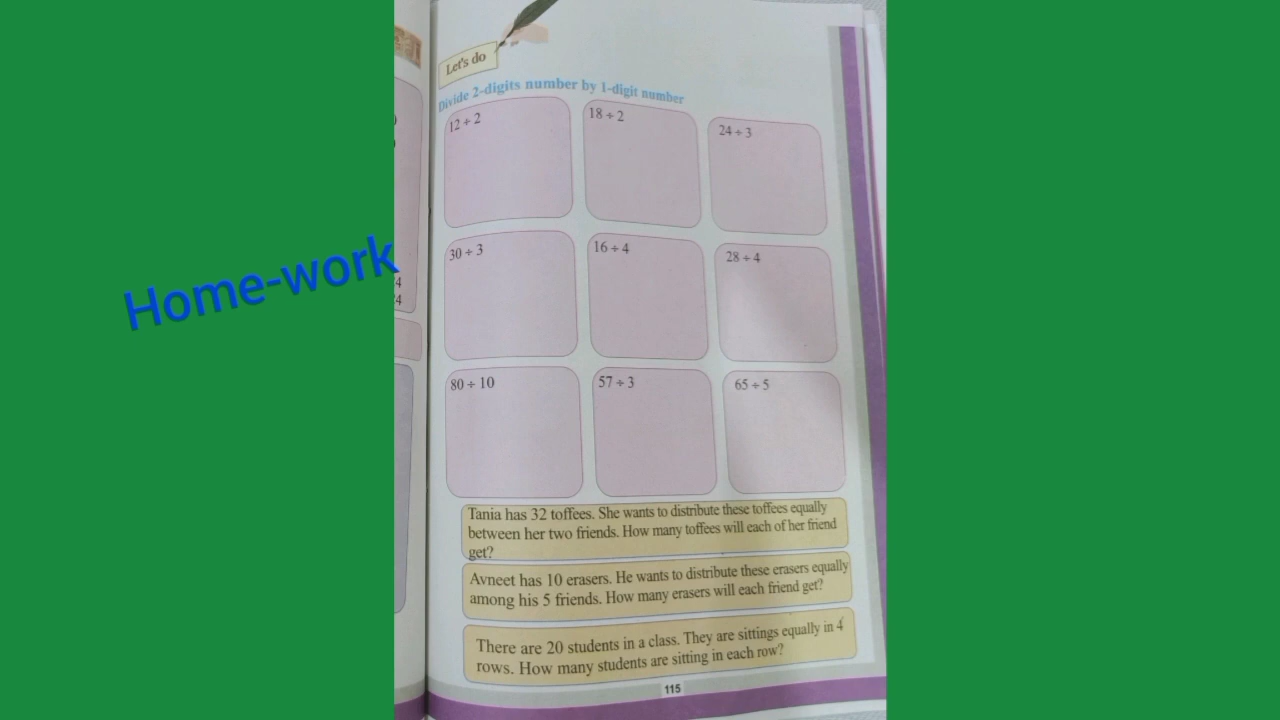 Let's do
Divide 2-digits number by 1-digit number
12 ÷ 2
18 ÷ 2
24 ÷ 3
30 ÷ 3
16 ÷ 4
28 ÷ 4
80 ÷ 10
57 ÷ 3
65 ÷ 5
Home-work
4
4
Tania has 32 toffees. She wants to distribute these toffees equally
between her two friends. How many toffees will each of her friend
get?
Avneet has 10 erasers. He wants to distribute these erasers equally
among his 5 friends. How many erasers will each friend get?
There are 20 students in a class. They are sittings equally in 4
rows. How many students are sitting in each row?
115